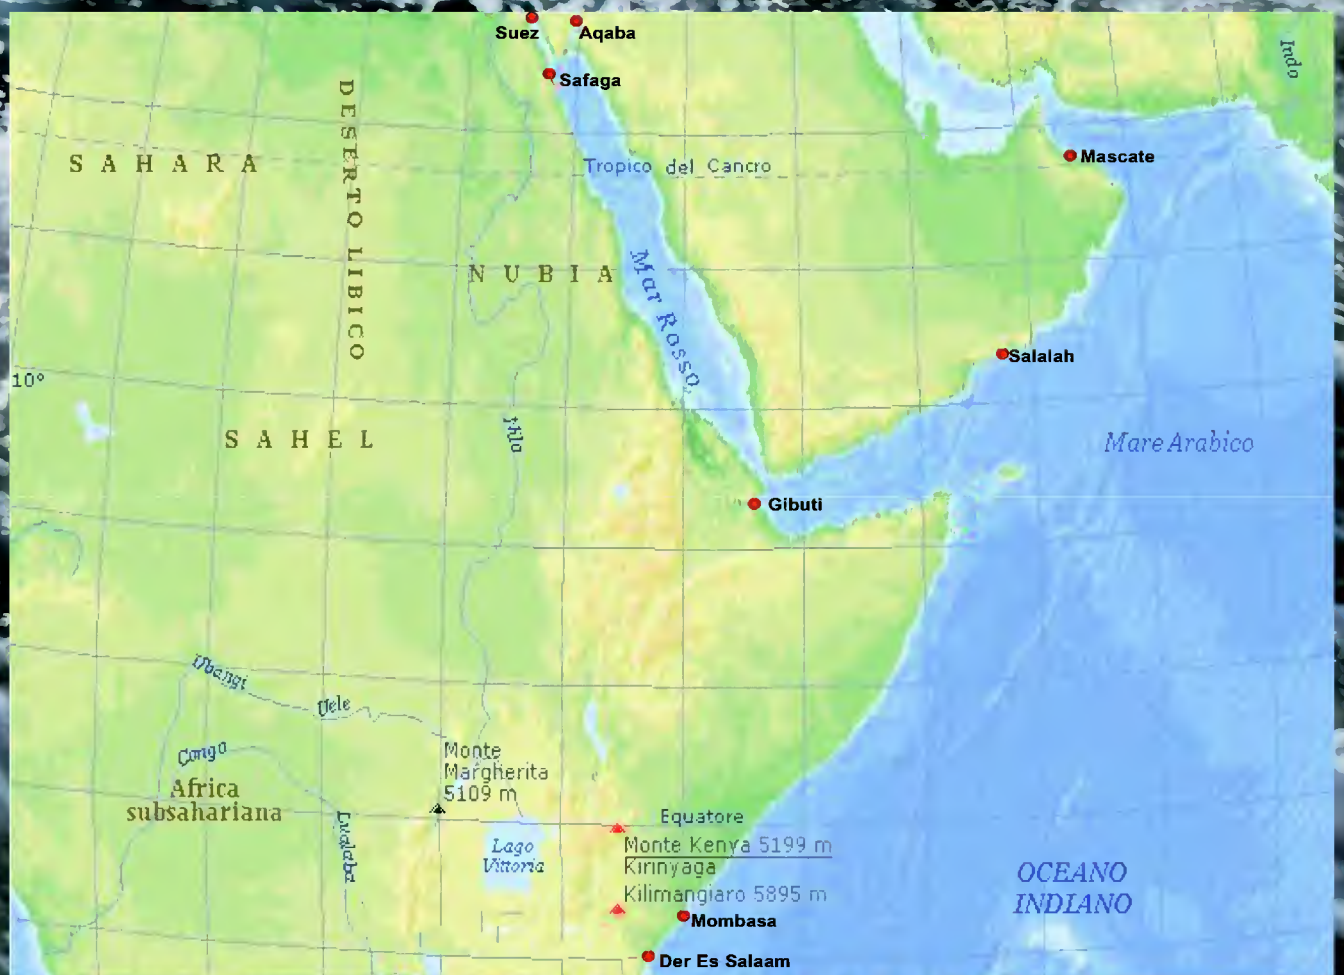 Suez
Aqaba
Safaga
Indo
SAHARA
DESERTO LIBICO
Tropico del Cancro
Mascate
NUBIA
Mar Rosso
Salalah
10°
SAHEL
Nilo
Mare Arabico
Gibuti
Ubangi
Uele
Congo
Monte
Margherita
5109 m
Africa
subsahariana
Lualaba
Equatore
Lago
Vittoria
Monte Kenya 5199 m
Kirinyaga
Kilimangiaro 5895 m
OCEANO
INDIANO
Mombasa
Der Es Salaam